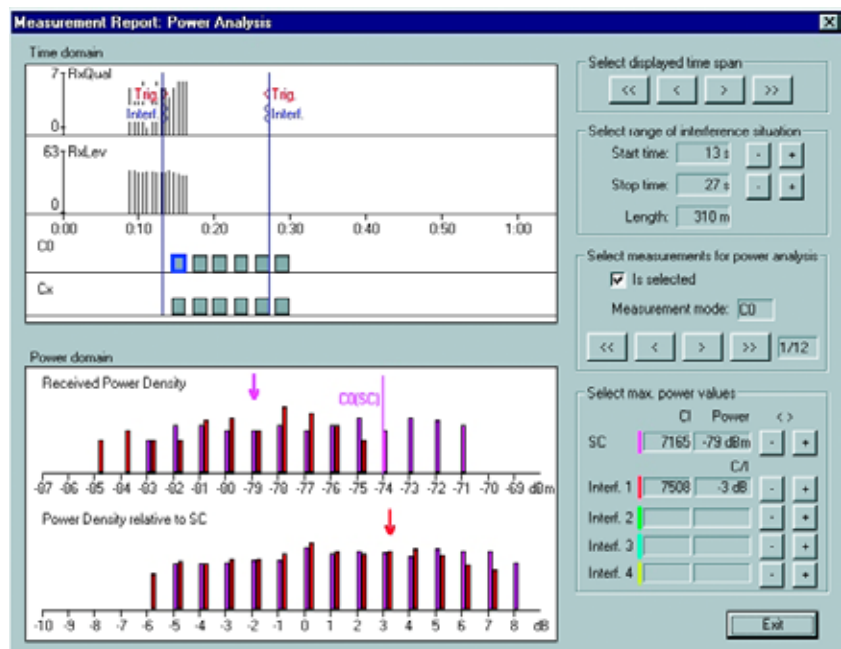 Measurement Report: Power Analysis
Time domain
7 RxQual
Trig. Trig.
Interf. Interf.
0
63 RxLev
0
0:00 0:10 0:20 0:30 0:40 0:50 1:00
C0
Cx
Power domain
Received Power Density
C0(SC)
-87 -86 -85 -84 -83 -82 -81 -80 -79 -78 -77 -76 -75 -74 -73 -72 -71 -70 -69 dBm
Power Density relative to SC
-10 -9 -8 -7 -6 -5 -4 -3 -2 -1 0 1 2 3 4 5 6 7 8 dB
Select displayed time span
<< < > >>
Select range of interference situation
Start time: 13 s - +
Stop time: 27 s - +
Length: 310 m
Select measurements for power analysis
Is selected
Measurement mode: C0
<< < > >> 1/12
Select max. power values
CI Power < >
SC 7165 -79 dBm - +
C/I
Interf. 1 7508 -3 dB - +
Interf. 2 - +
Interf. 3 - +
Interf. 4 - +
Exit